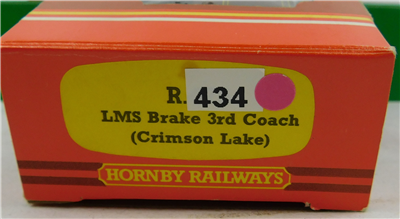 R. 434
LMS Brake 3rd Coach
(Crimson Lake)
HORNBY RAILWAYS